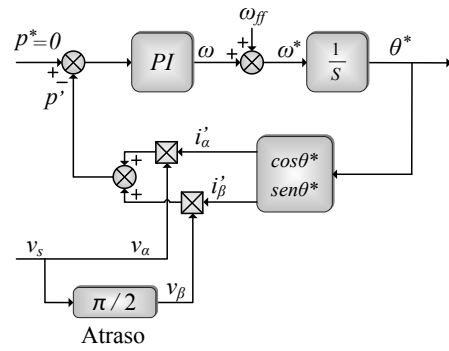 ω_ff
p*=0
+
−
p'
PI
ω
+
+
ω*
1/s
θ*
i'_α
+
+
i'_β
cosθ*
senθ*
v_s
v_α
π / 2
v_β
Atraso